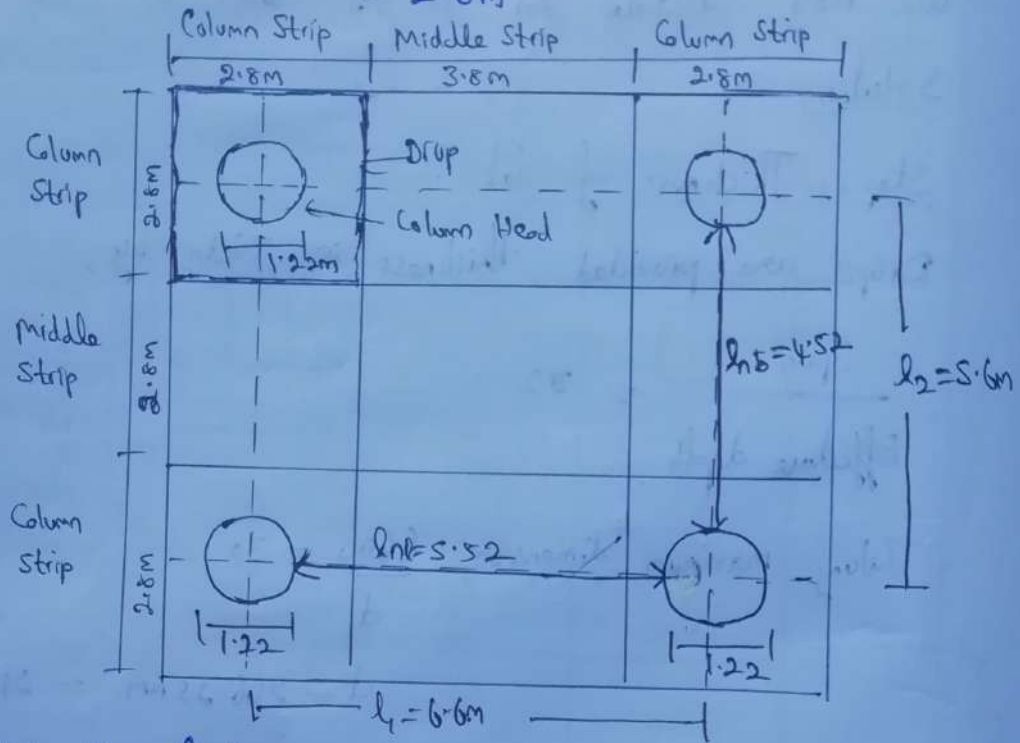 Column Strip Middle Strip Column Strip
2.8m 3.8m 2.8m
Column
Strip
2.8m
Drop
Column Head
1.22m
Middle
Strip
2.8m
ln5=4.52
l2=5.6m
Column
Strip
2.8m
lnl=5.52
1.22
1.22
l1=6.6m